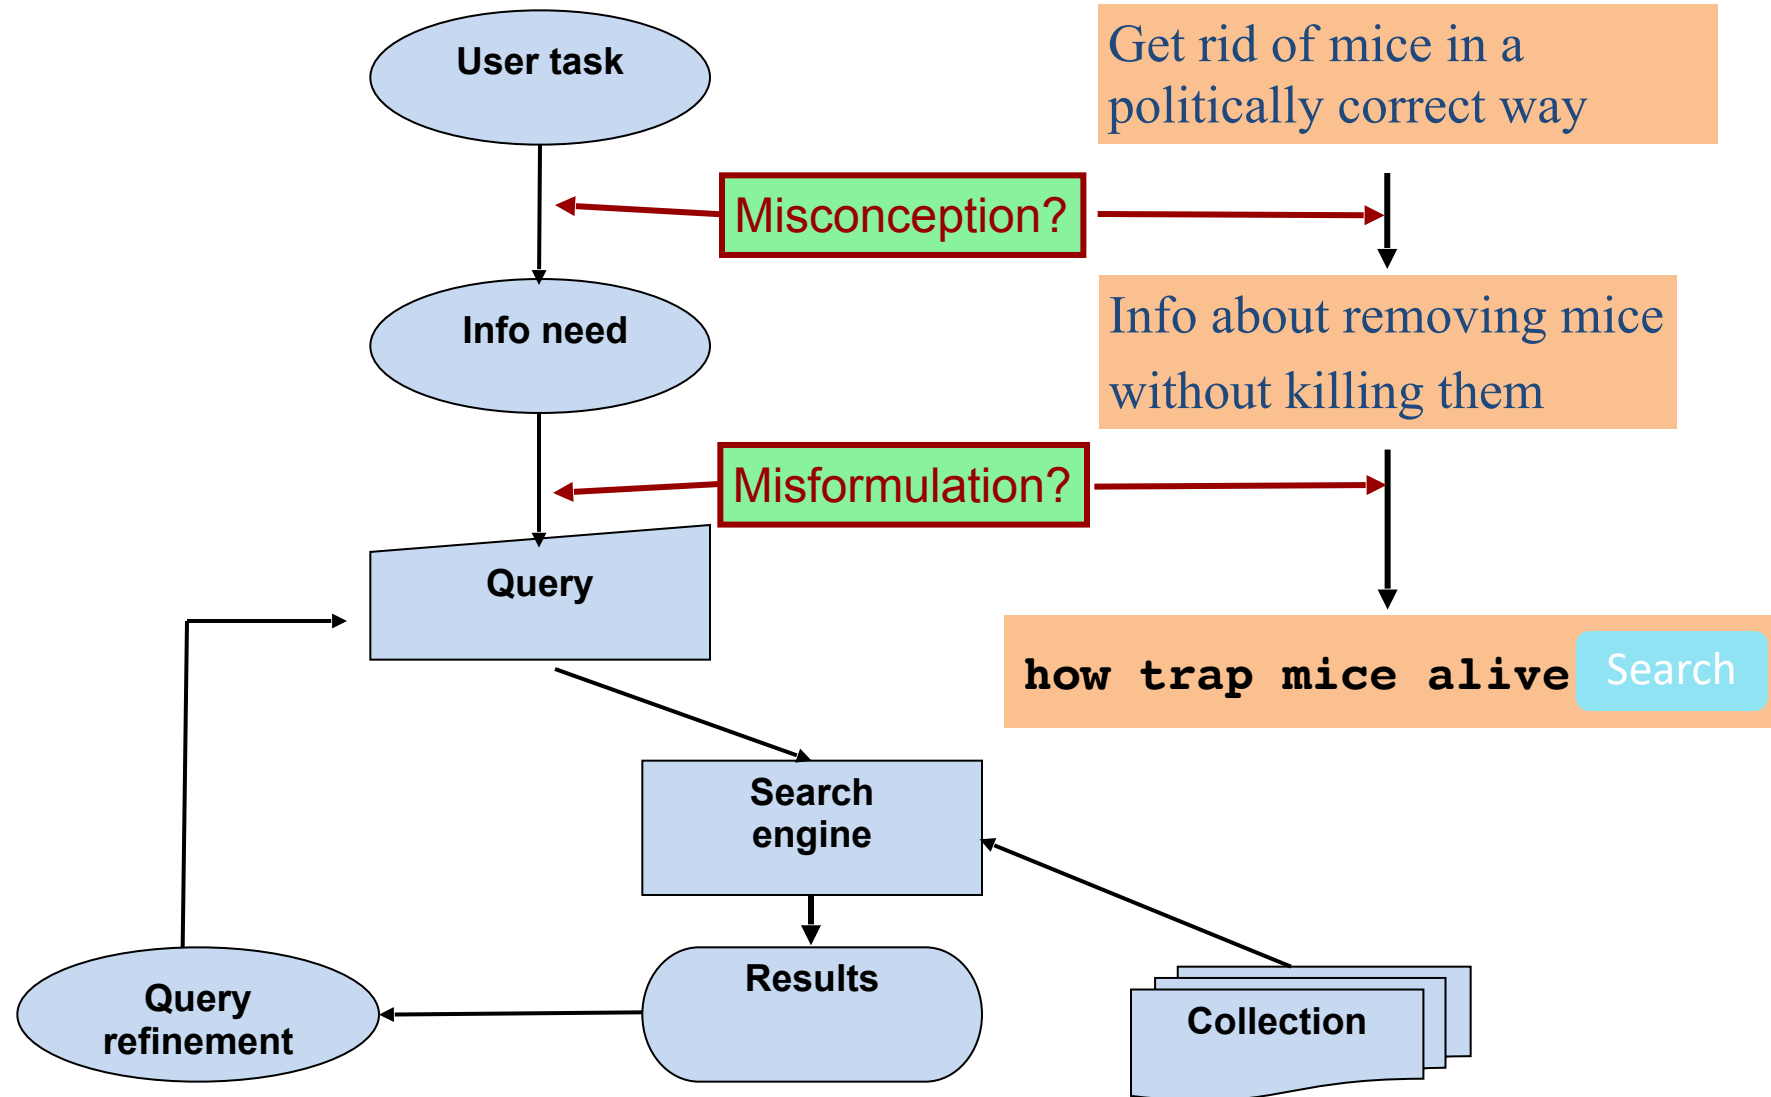 User task
Get rid of mice in a
politically correct way
Misconception?
Info need
Info about removing mice
without killing them
Misformulation?
Query
how trap mice alive
Search
Search
engine
Results
Query
refinement
Collection